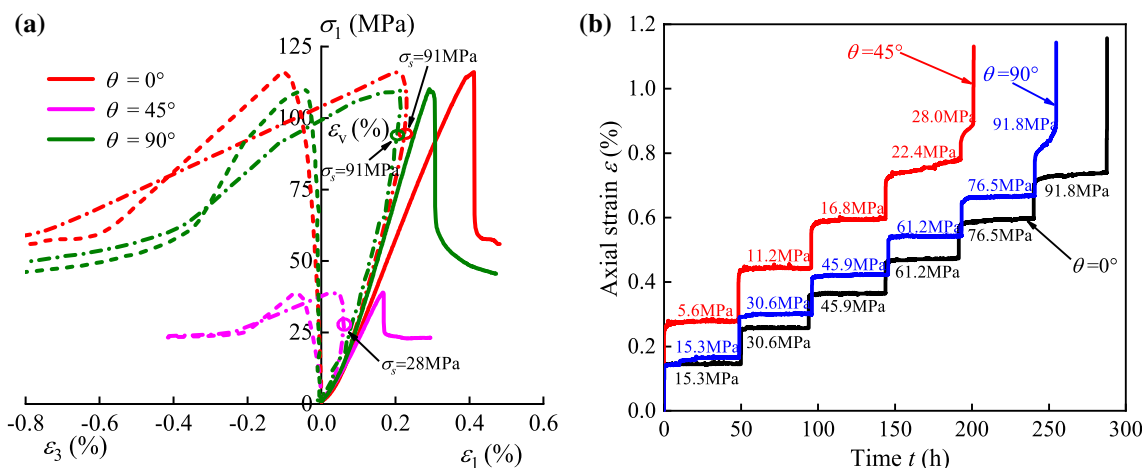 (a)
σ₁ (MPa)
125
100
75
50
25
0
θ = 0°
θ = 45°
θ = 90°
σₛ=91MPa
εᵥ (%)
σₛ=91MPa
σₛ=28MPa
-0.8 -0.6 -0.4 -0.2 0.0 0.2 0.4 0.6
ε₃ (%)
ε₁ (%)
(b)
Axial strain ε (%)
1.2
1.0
0.8
0.6
0.4
0.2
0.0
θ=45°
θ=90°
28.0MPa
91.8MPa
22.4MPa
16.8MPa
76.5MPa
91.8MPa
11.2MPa
61.2MPa
76.5MPa
θ=0°
5.6MPa
45.9MPa
61.2MPa
30.6MPa
45.9MPa
15.3MPa
30.6MPa
15.3MPa
0 50 100 150 200 250 300
Time t (h)